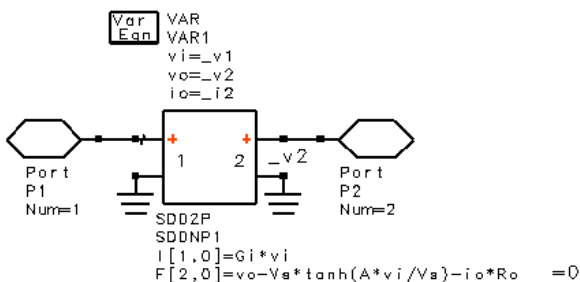 Var
Eqn
VAR
VAR1
vi=_v1
vo=_v2
io=_i2
1
2
_v2
Port
P1
Num=1
Port
P2
Num=2
SDD2P
SDDNP1
I[1,0]=Gi*vi
F[2,0]=vo-Vs*tanh(A*vi/Vs)-io*Ro =0